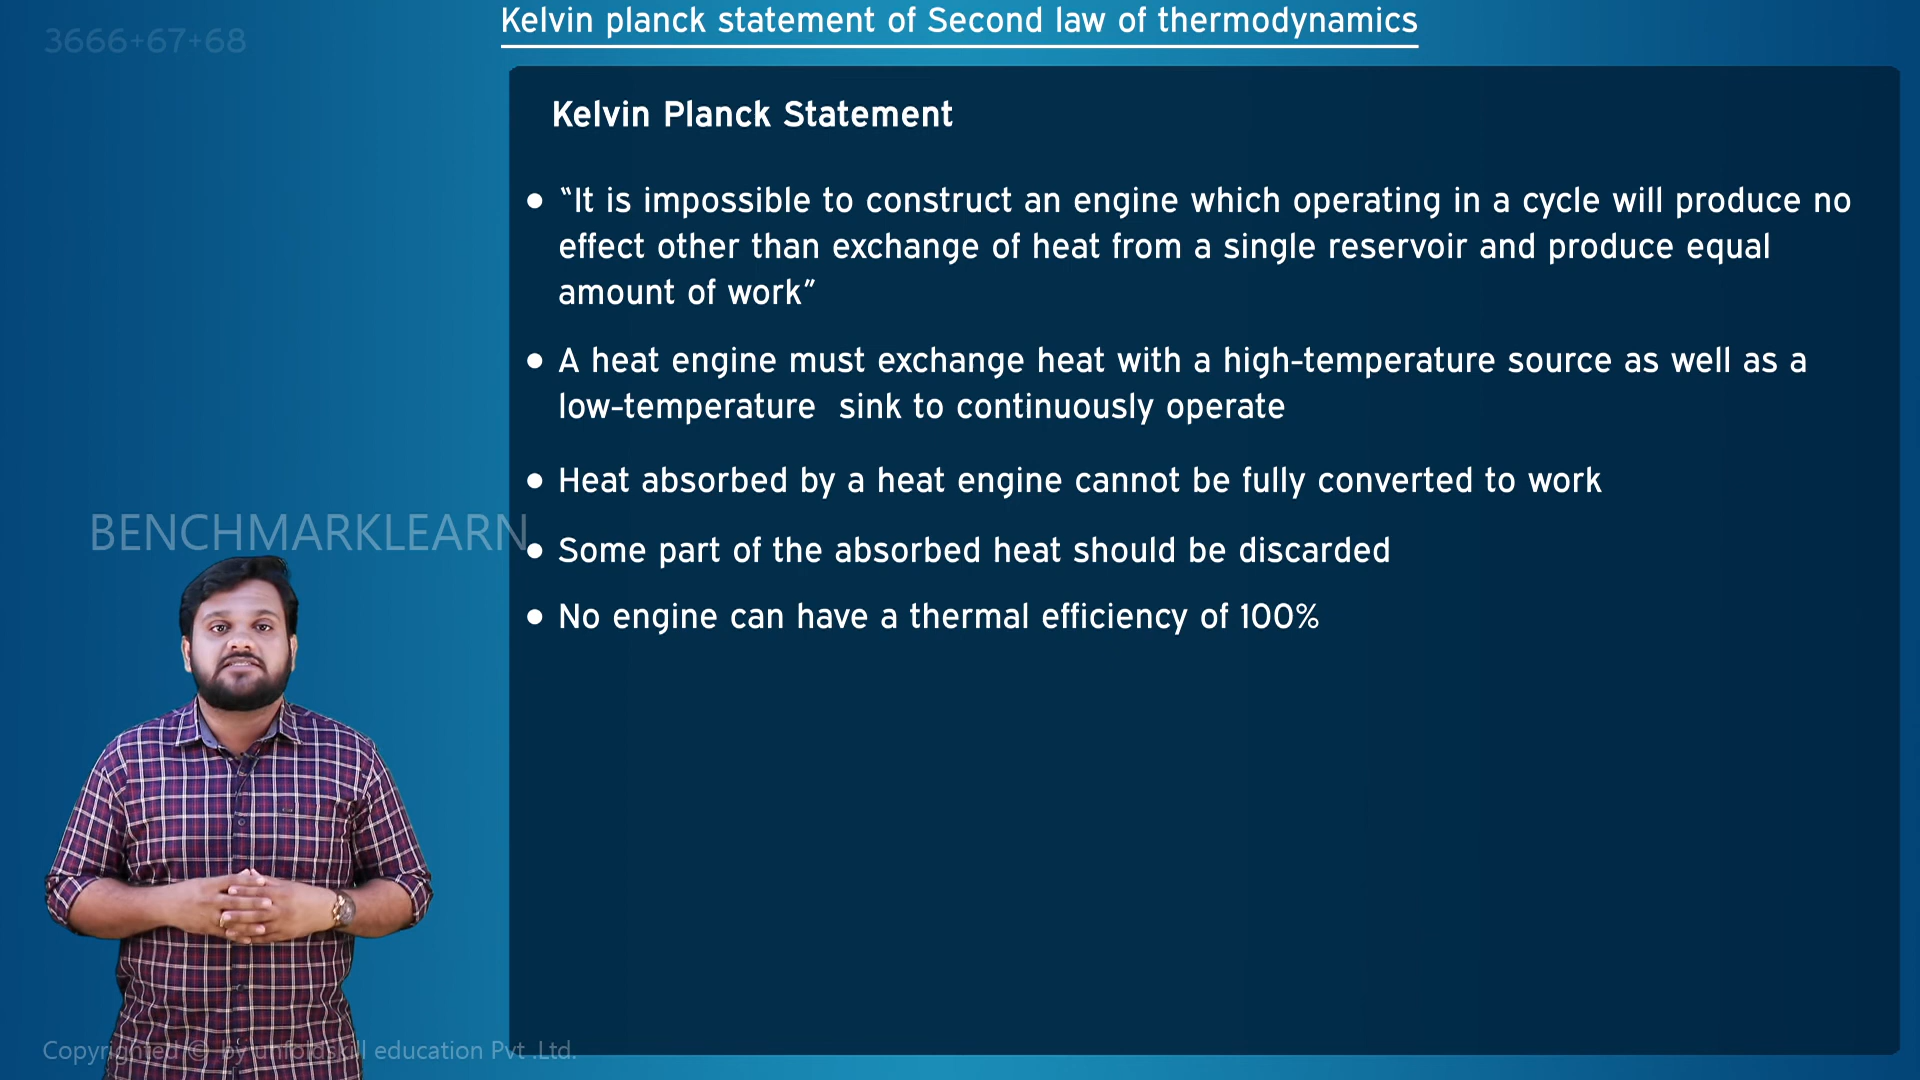 3666+67+68
Kelvin planck statement of Second law of thermodynamics
Kelvin Planck Statement
● “It is impossible to construct an engine which operating in a cycle will produce no
effect other than exchange of heat from a single reservoir and produce equal
amount of work”
● A heat engine must exchange heat with a high-temperature source as well as a
low-temperature sink to continuously operate
● Heat absorbed by a heat engine cannot be fully converted to work
BENCHMARKLEARN
● Some part of the absorbed heat should be discarded
● No engine can have a thermal efficiency of 100%
Copyrighted © by unfoldskill education Pvt .Ltd.